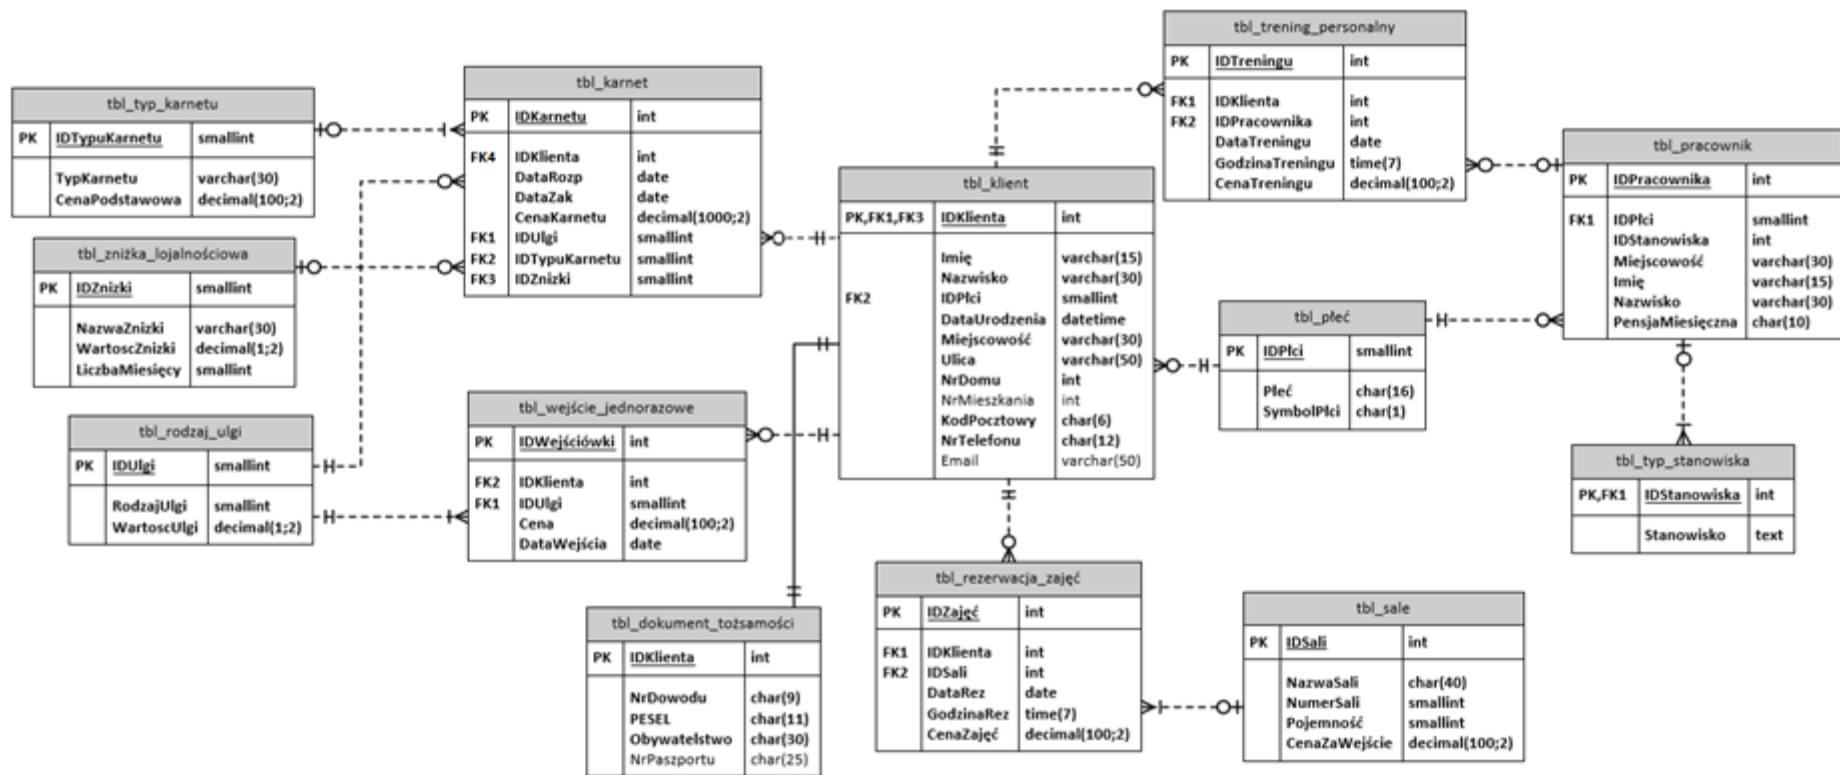 tbl_typ_karnetu
PK IDTypuKarnetu smallint
TypKarnetu varchar(30)
CenaPodstawowa decimal(100;2)
tbl_zniżka_lojalnościowa
PK IDZnizki smallint
NazwaZnizki varchar(30)
WartoscZnizki decimal(1;2)
LiczbaMiesięcy smallint
tbl_rodzaj_ulgi
PK IDUlgi smallint
RodzajUlgi smallint
WartoscUlgi decimal(1;2)
tbl_karnet
PK IDKarnetu int
FK4 IDKlienta int
DataRozp date
DataZak date
CenaKarnetu decimal(1000;2)
FK1 IDUlgi smallint
FK2 IDTypuKarnetu smallint
FK3 IDZnizki smallint
tbl_wejście_jednorazowe
PK IDWejściówki int
FK2 IDKlienta int
FK1 IDUlgi smallint
Cena decimal(100;2)
DataWejścia date
tbl_dokument_tożsamości
PK IDKlienta int
NrDowodu char(9)
PESEL char(11)
Obywatelstwo char(30)
NrPaszportu char(25)
tbl_klient
PK,FK1,FK3 IDKlienta int
Imię varchar(15)
Nazwisko varchar(30)
FK2 IDPłci smallint
DataUrodzenia datetime
Miejscowość varchar(30)
Ulica varchar(50)
NrDomu int
NrMieszkania int
KodPocztowy char(6)
NrTelefonu char(12)
Email varchar(50)
tbl_rezerwacja_zajęć
PK IDZajęć int
FK1 IDKlienta int
FK2 IDSali int
DataRez date
GodzinaRez time(7)
CenaZajęć decimal(100;2)
tbl_trening_personalny
PK IDTreningu int
FK1 IDKlienta int
FK2 IDPracownika int
DataTreningu date
GodzinaTreningu time(7)
CenaTreningu decimal(100;2)
tbl_płeć
PK IDPłci smallint
Płeć char(16)
SymbolPłci char(1)
tbl_sale
PK IDSali int
NazwaSali char(40)
NumerSali smallint
Pojemność smallint
CenaZaWejście decimal(100;2)
tbl_pracownik
PK IDPracownika int
FK1 IDPłci smallint
IDStanowiska int
Miejscowość varchar(30)
Imię varchar(15)
Nazwisko varchar(30)
PensjaMiesięczna char(10)
tbl_typ_stanowiska
PK,FK1 IDStanowiska int
Stanowisko text